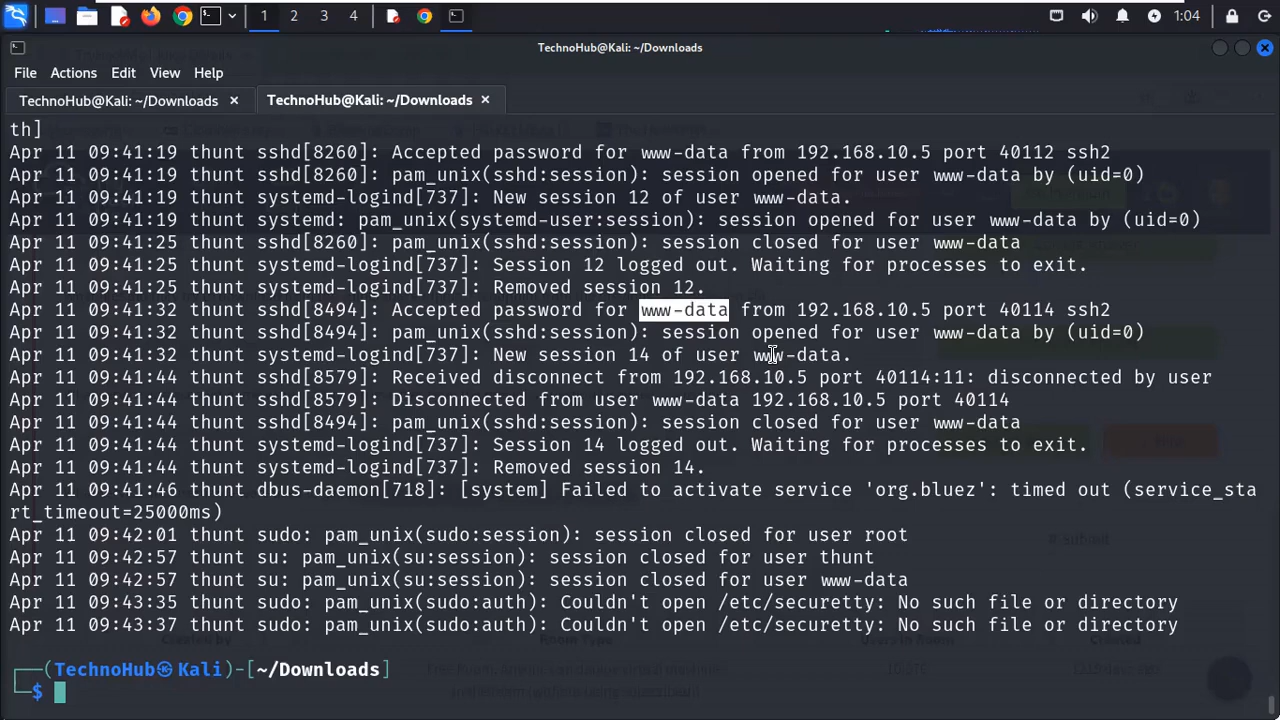 1 2 3 4 1:04
TechnoHub@Kali: ~/Downloads
File Actions Edit View Help
TechnoHub@Kali: ~/Downloads × TechnoHub@Kali: ~/Downloads ×
th]
Apr 11 09:41:19 thunt sshd[8260]: Accepted password for www-data from 192.168.10.5 port 40112 ssh2
Apr 11 09:41:19 thunt sshd[8260]: pam_unix(sshd:session): session opened for user www-data by (uid=0)
Apr 11 09:41:19 thunt systemd-logind[737]: New session 12 of user www-data.
Apr 11 09:41:19 thunt systemd: pam_unix(systemd-user:session): session opened for user www-data by (uid=0)
Apr 11 09:41:25 thunt sshd[8260]: pam_unix(sshd:session): session closed for user www-data
Apr 11 09:41:25 thunt systemd-logind[737]: Session 12 logged out. Waiting for processes to exit.
Apr 11 09:41:25 thunt systemd-logind[737]: Removed session 12.
Apr 11 09:41:32 thunt sshd[8494]: Accepted password for www-data from 192.168.10.5 port 40114 ssh2
Apr 11 09:41:32 thunt sshd[8494]: pam_unix(sshd:session): session opened for user www-data by (uid=0)
Apr 11 09:41:32 thunt systemd-logind[737]: New session 14 of user www-data.
Apr 11 09:41:44 thunt sshd[8579]: Received disconnect from 192.168.10.5 port 40114:11: disconnected by user
Apr 11 09:41:44 thunt sshd[8579]: Disconnected from user www-data 192.168.10.5 port 40114
Apr 11 09:41:44 thunt sshd[8494]: pam_unix(sshd:session): session closed for user www-data
Apr 11 09:41:44 thunt systemd-logind[737]: Session 14 logged out. Waiting for processes to exit.
Apr 11 09:41:44 thunt systemd-logind[737]: Removed session 14.
Apr 11 09:41:46 thunt dbus-daemon[718]: [system] Failed to activate service 'org.bluez': timed out (service_sta
rt_timeout=25000ms)
Apr 11 09:42:01 thunt sudo: pam_unix(sudo:session): session closed for user root
Apr 11 09:42:57 thunt su: pam_unix(su:session): session closed for user thunt
Apr 11 09:42:57 thunt su: pam_unix(su:session): session closed for user www-data
Apr 11 09:43:35 thunt sudo: pam_unix(sudo:auth): Couldn't open /etc/securetty: No such file or directory
Apr 11 09:43:37 thunt sudo: pam_unix(sudo:auth): Couldn't open /etc/securetty: No such file or directory
┌──(TechnoHub㉿Kali)-[~/Downloads]
└─$